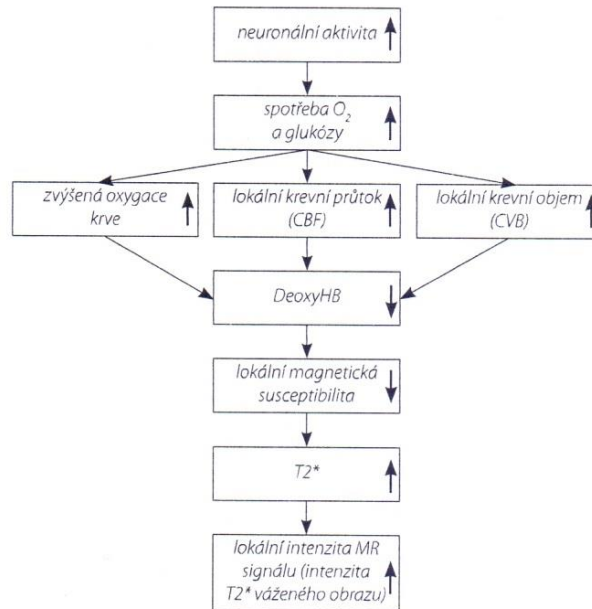 neuronální aktivita
spotřeba O₂
a glukózy
zvýšená oxygace
krve
lokální krevní průtok
(CBF)
lokální krevní objem
(CVB)
DeoxyHB
lokální magnetická
susceptibilita
T2*
lokální intenzita MR
signálu (intenzita
T2* váženého obrazu)